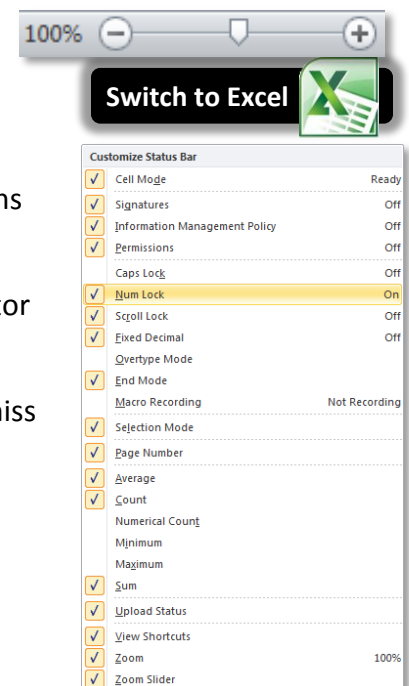 100%
Switch to Excel
Customize Status Bar
Cell Mode Ready
ns
Signatures Off
Information Management Policy Off
Permissions Off
Caps Lock Off
tor
Num Lock On
Scroll Lock Off
Fixed Decimal Off
Overtype Mode
End Mode
niss
Macro Recording Not Recording
Selection Mode
Page Number
Average
Count
Numerical Count
Minimum
Maximum
Sum
Upload Status
View Shortcuts
Zoom 100%
Zoom Slider